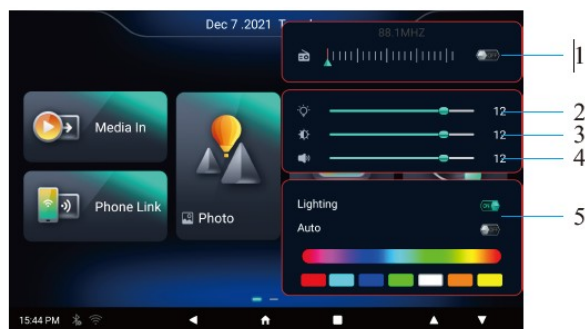 Dec 7 .2021
88.1MHZ
1
12
2
12
3
12
4
Media In
Phone Link
Photo
Lighting
ON
5
Auto
OFF
15:44 PM